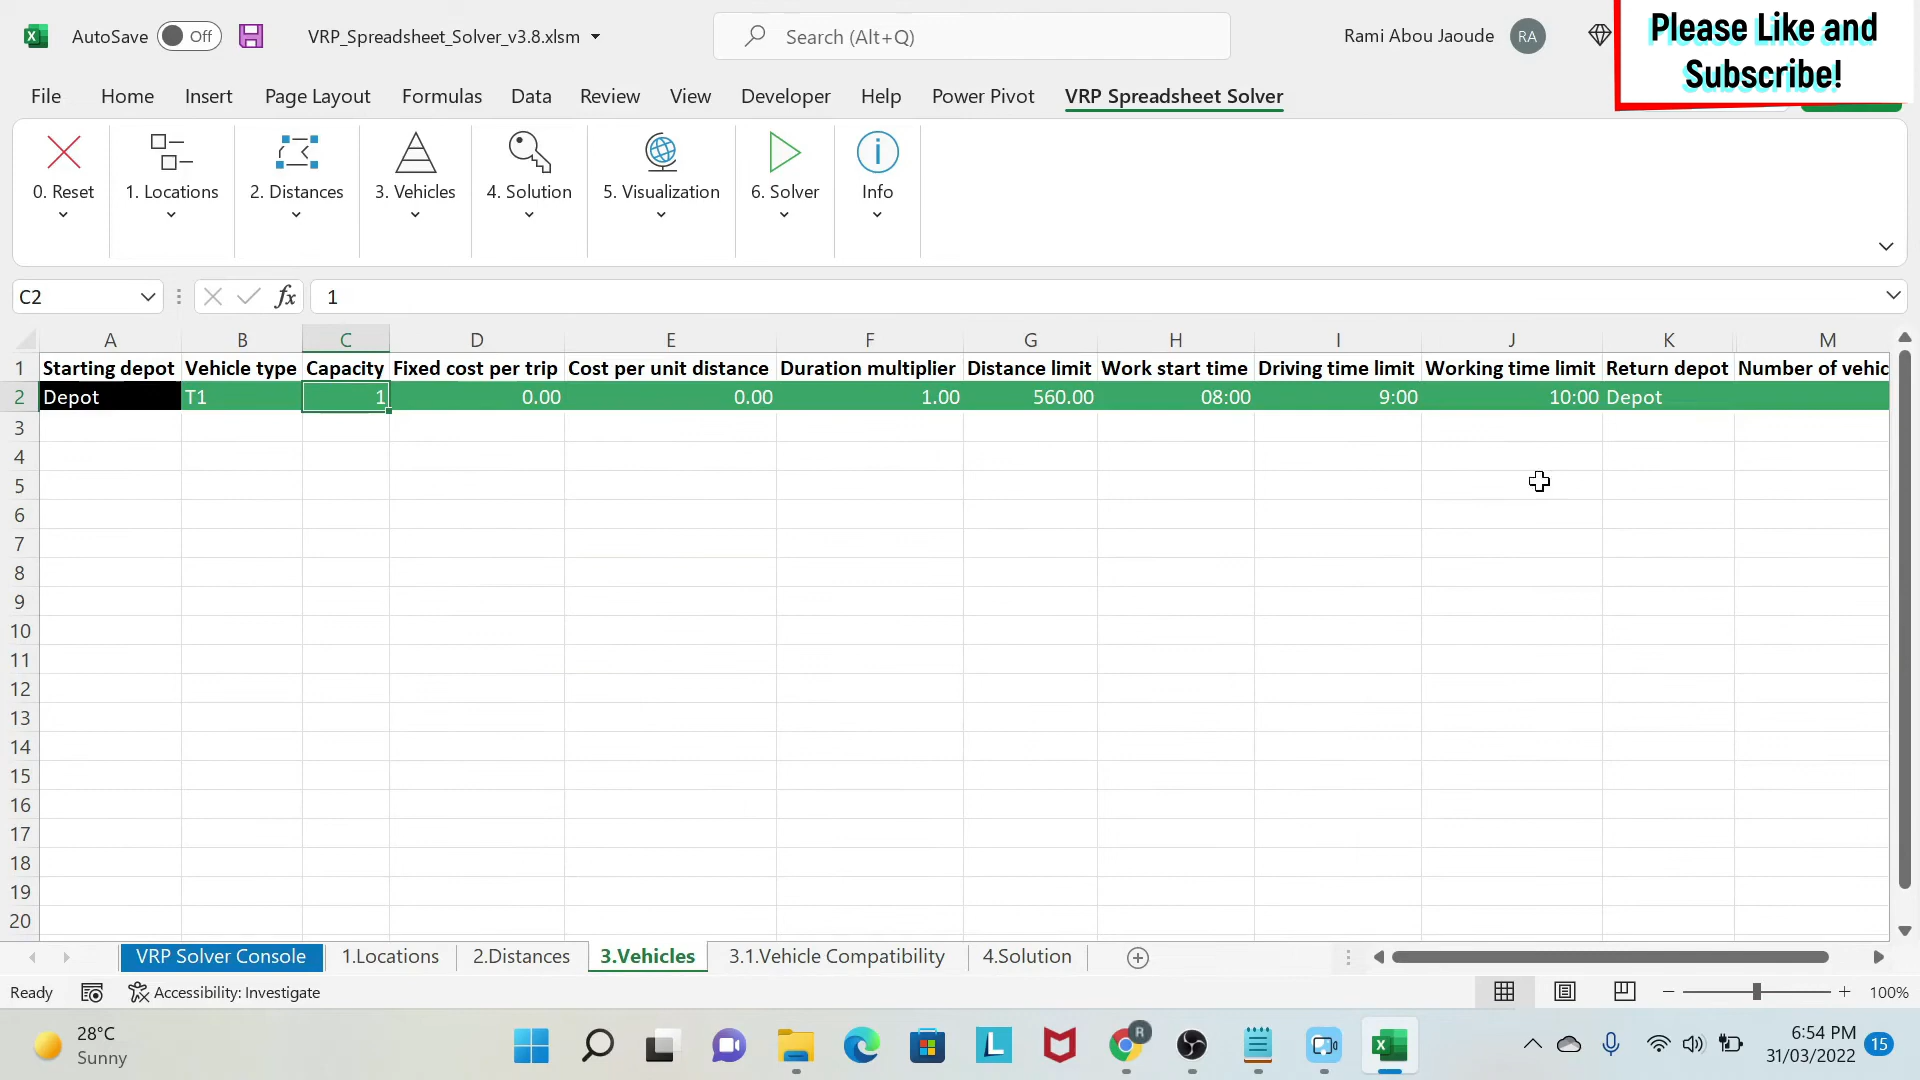 AutoSave Off VRP_Spreadsheet_Solver_v3.8.xlsm Search (Alt+Q) Rami Abou Jaoude RA
Please Like and
Subscribe!
File Home Insert Page Layout Formulas Data Review View Developer Help Power Pivot VRP Spreadsheet Solver
0. Reset 1. Locations 2. Distances 3. Vehicles 4. Solution 5. Visualization 6. Solver Info
C2 fx 1
A B C D E F G H I J K M
1 Starting depot Vehicle type Capacity Fixed cost per trip Cost per unit distance Duration multiplier Distance limit Work start time Driving time limit Working time limit Return depot Number of vehic
2 Depot T1 1 0.00 0.00 1.00 560.00 08:00 9:00 10:00 Depot
3
4
5
6
7
8
9
10
11
12
13
14
15
16
17
18
19
20
VRP Solver Console 1.Locations 2.Distances 3.Vehicles 3.1.Vehicle Compatibility 4.Solution
Ready Accessibility: Investigate 100%
28°C
Sunny
L R
6:54 PM
31/03/2022 15